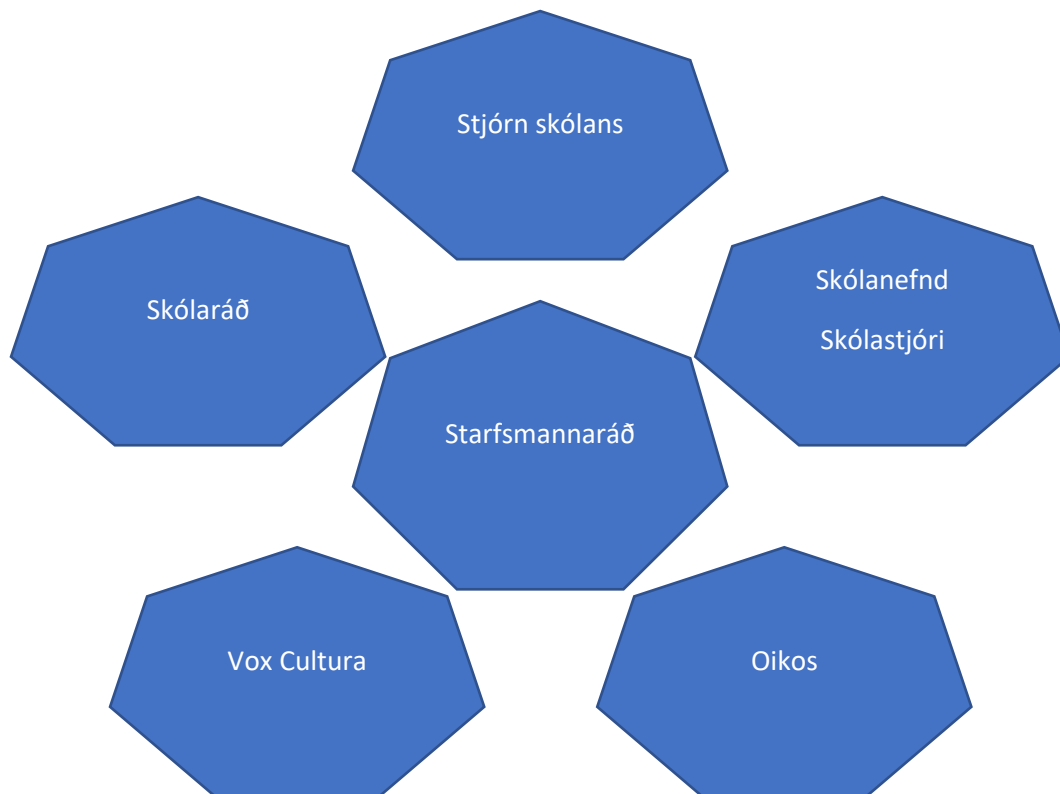 Stjórn skólans
Skólaráð
Skólanefnd
Skólastjóri
Starfsmannaráð
Vox Cultura
Oikos